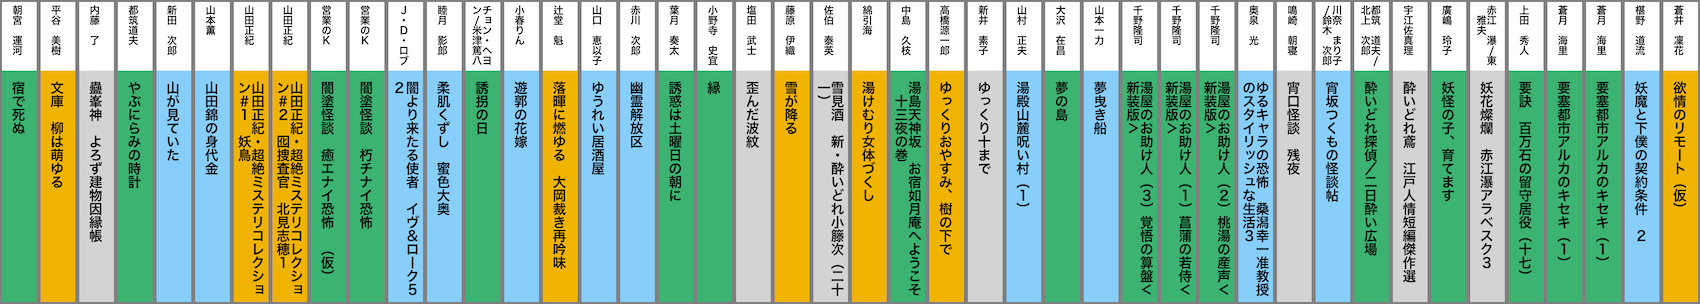 朝宮 運河
宿で死ぬ
平谷 美樹
文庫 柳は萌ゆる
内藤 了
蠱峯神 よろず建物因縁帳
都筑道夫
やぶにらみの時計
新田 次郎
山が見ていた
山本薫
山田錦の身代金
山田正紀
山田正紀・超絶ミステリコレクショ
ン#1 妖鳥
山田正紀
山田正紀・超絶ミステリコレクショ
ン#2 囮捜査官 北見志穂1
営業のK
闇塗怪談 癒エナイ恐怖 (仮)
営業のK
闇塗怪談 朽チナイ恐怖
J・D・ロブ
闇より来たる使者 イヴ&ローク5
2
睦月 影郎
柔肌くずし 蜜色大奥
チョン・ヘヨ
ン/米津篤八
誘拐の日
小春りん
遊郭の花嫁
辻堂 魁
落暉に燃ゆる 大岡裁き再吟味
山口 恵以子
ゆうれい居酒屋
赤川 次郎
幽霊解放区
葉月 奏太
誘惑は土曜日の朝に
小野寺 史宜
縁
塩田 武士
歪んだ波紋
藤原 伊織
雪が降る
佐伯 泰英
雪見酒 新・酔いどれ小籐次(二十
一)
綿引海
湯けむり女体づくし
中島 久枝
湯島天神坂 お宿如月庵へようこそ
十三夜の巻
高橋源一郎
ゆっくりおやすみ、樹の下で
新井 素子
ゆっくり十まで
山村 正夫
湯殿山麓呪い村(1)
大沢 在昌
夢の島
山本一力
夢曳き船
千野隆司
湯屋のお助け人(3)覚悟の算盤<
新装版>
千野隆司
湯屋のお助け人(1)菖蒲の若侍<
新装版>
千野隆司
湯屋のお助け人(2)桃湯の産声<
新装版>
奥泉 光
ゆるキャラの恐怖 桑潟幸一准教授
のスタイリッシュな生活3
鳴崎 朝寝
宵口怪談 残夜
川奈 まり子
/鈴木 次郎
宵坂つくもの怪談帖
都筑 道夫/
北上 次郎
酔いどれ探偵/二日酔い広場
宇江佐真理
酔いどれ鳶 江戸人情短編傑作選
廣嶋 玲子
妖怪の子、育てます
赤江 瀑/東
雅夫
妖花燦爛 赤江瀑アラベスク3
上田 秀人
要訣 百万石の留守居役(十七)
蒼月 海里
要塞都市アルカのキセキ(1)
蒼月 海里
要塞都市アルカのキセキ(1)
椹野 道流
妖魔と下僕の契約条件 2
蒼井 凜花
欲情のリモート(仮)